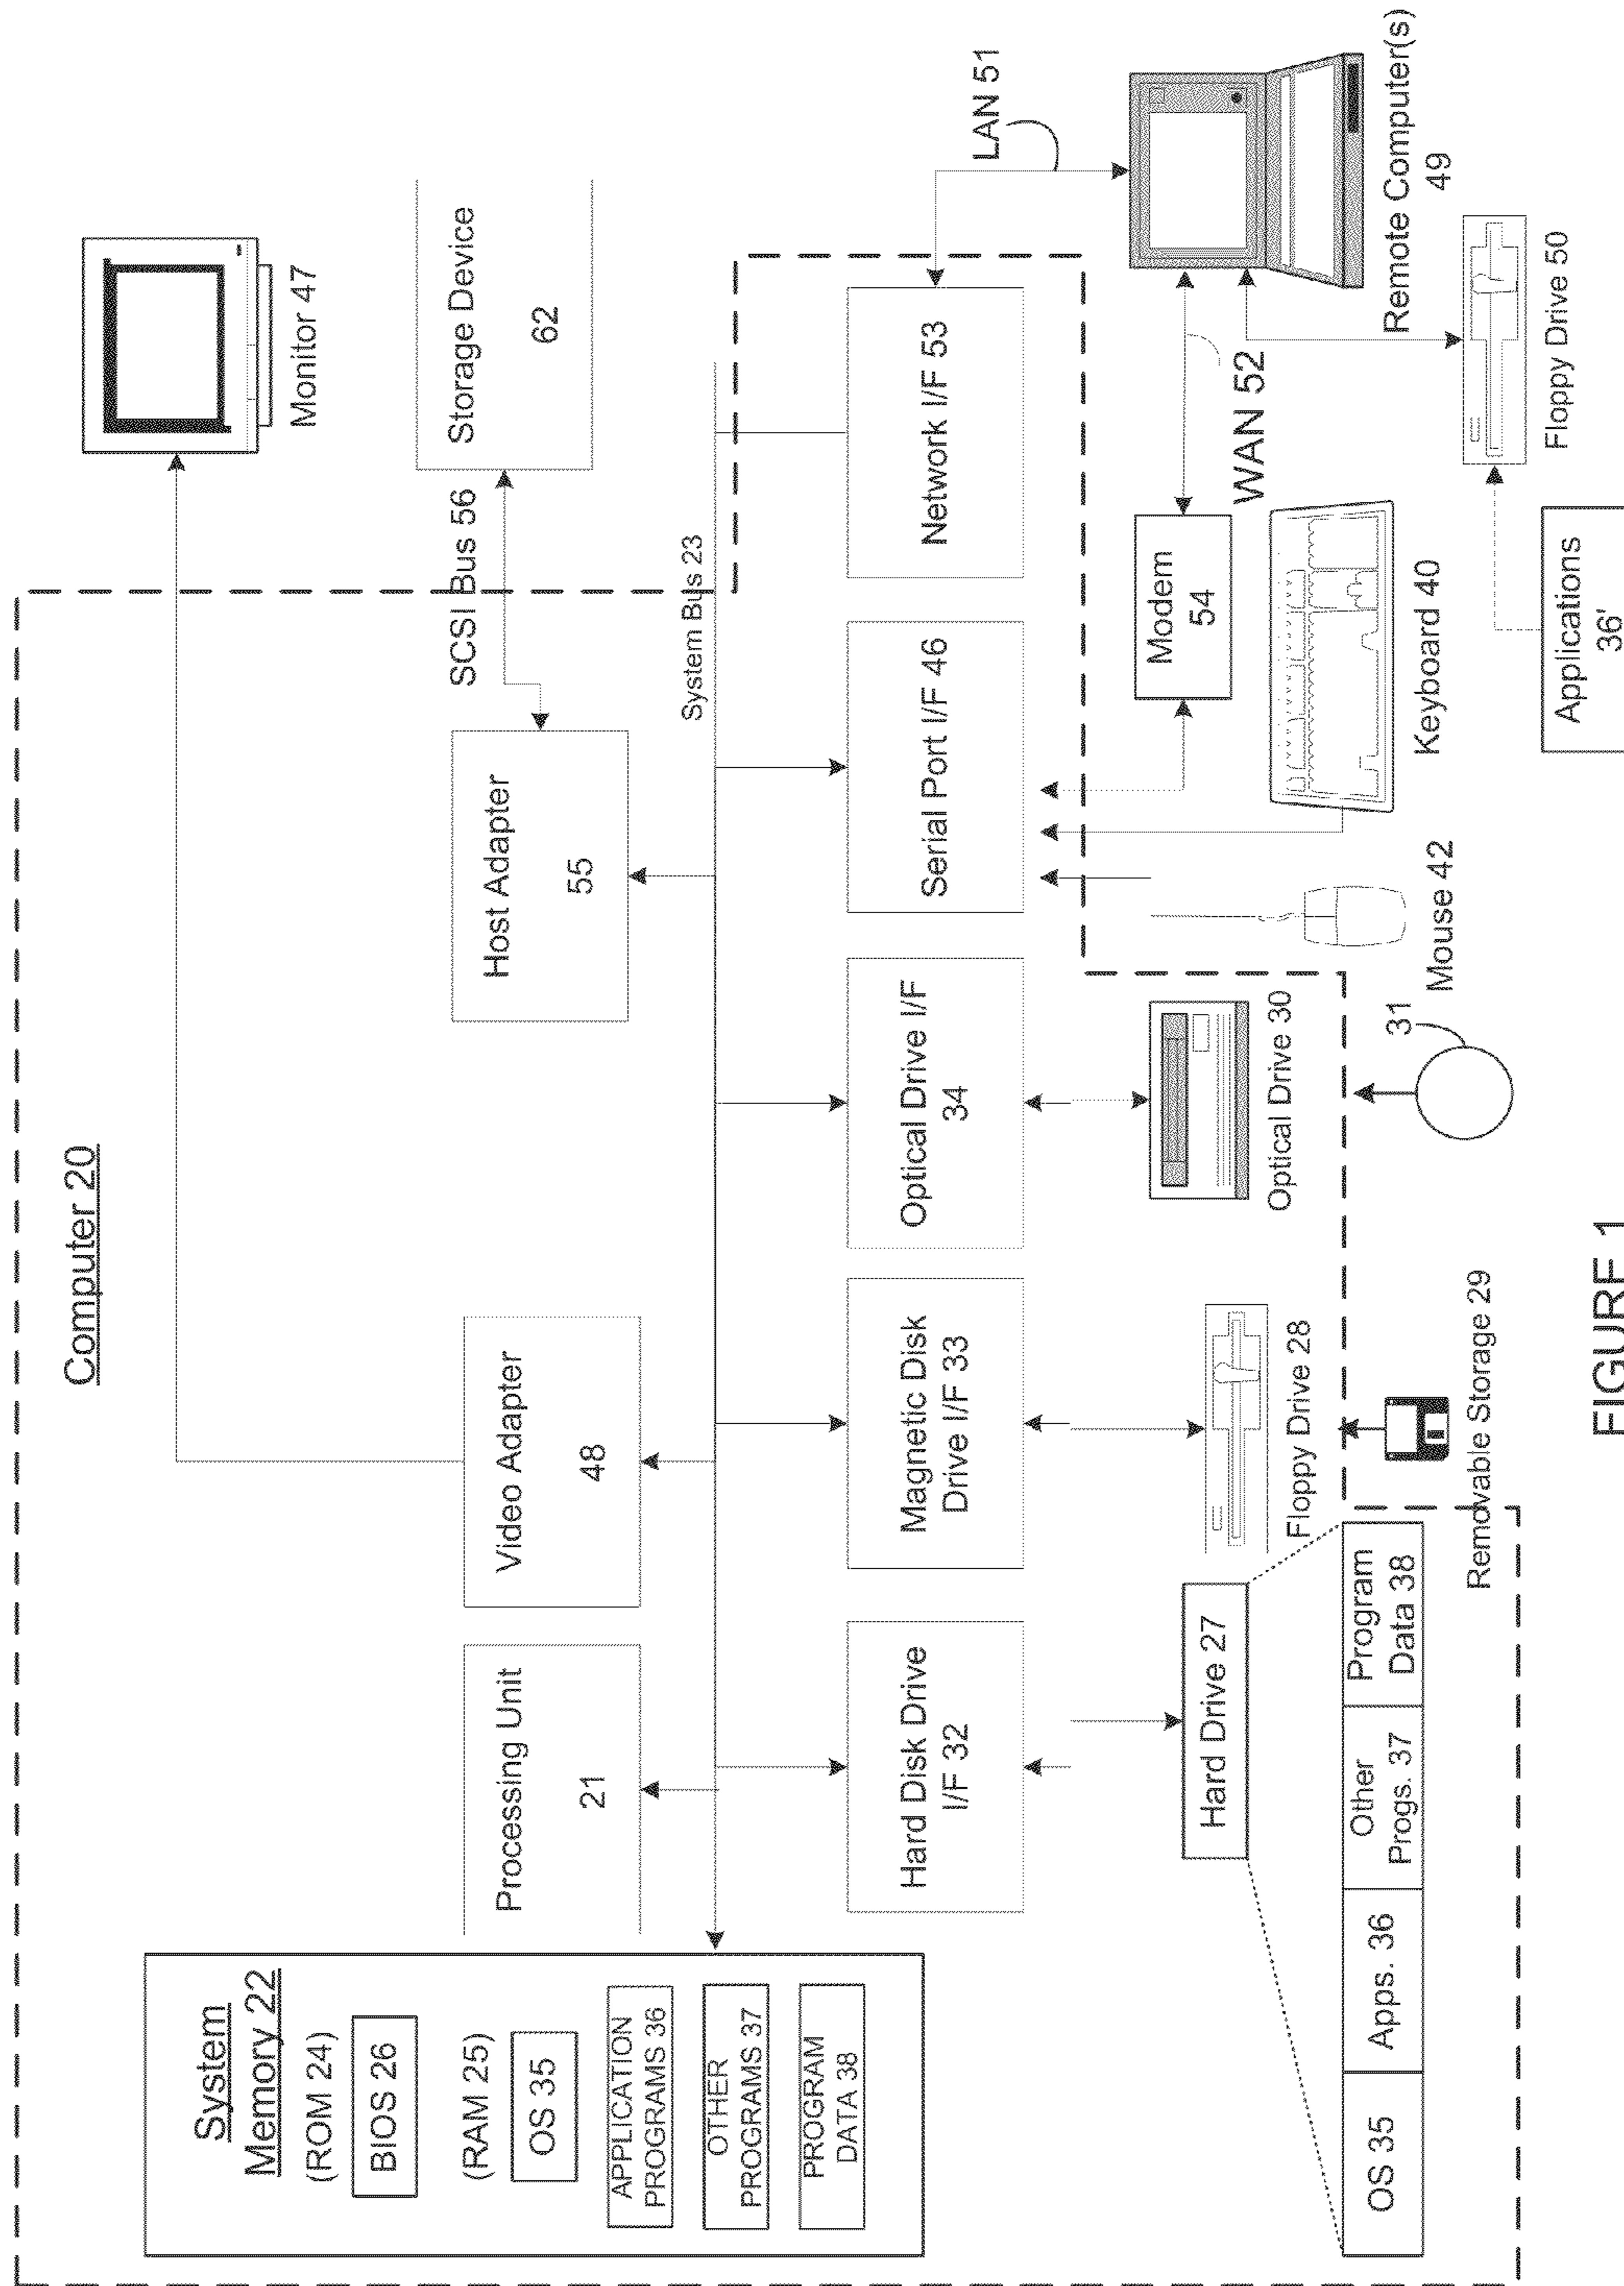 Computer 20
System
Memory 22
(ROM 24)
BIOS 26
(RAM 25)
OS 35
APPLICATION
PROGRAMS 36
OTHER
PROGRAMS 37
PROGRAM
DATA 38
Processing Unit
21
Video Adapter
48
Host Adapter
55
SCSI Bus 56
Storage Device
62
Monitor 47
System Bus 23
Hard Disk Drive
I/F 32
Magnetic Disk
Drive I/F 33
Optical Drive I/F
34
Serial Port I/F 46
Network I/F 53
LAN 51
Hard Drive 27
Floppy Drive 28
Optical Drive 30
Modem
54
WAN 52
Remote Computer(s)
49
Mouse 42
Keyboard 40
Floppy Drive 50
OS 35
Apps. 36
Other
Progs. 37
Program
Data 38
Removable Storage 29
31
Applications
36'
FIGURE 1